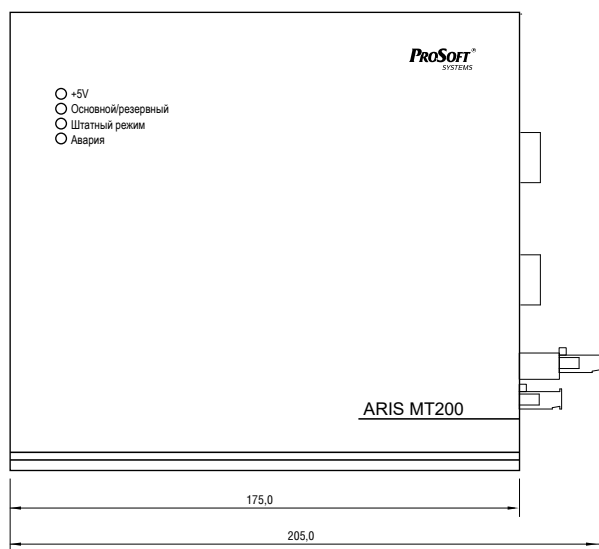 PROSOFT®
SYSTEMS
+5V
Основной/резервный
Штатный режим
Авария
ARIS MT200
175,0
205,0